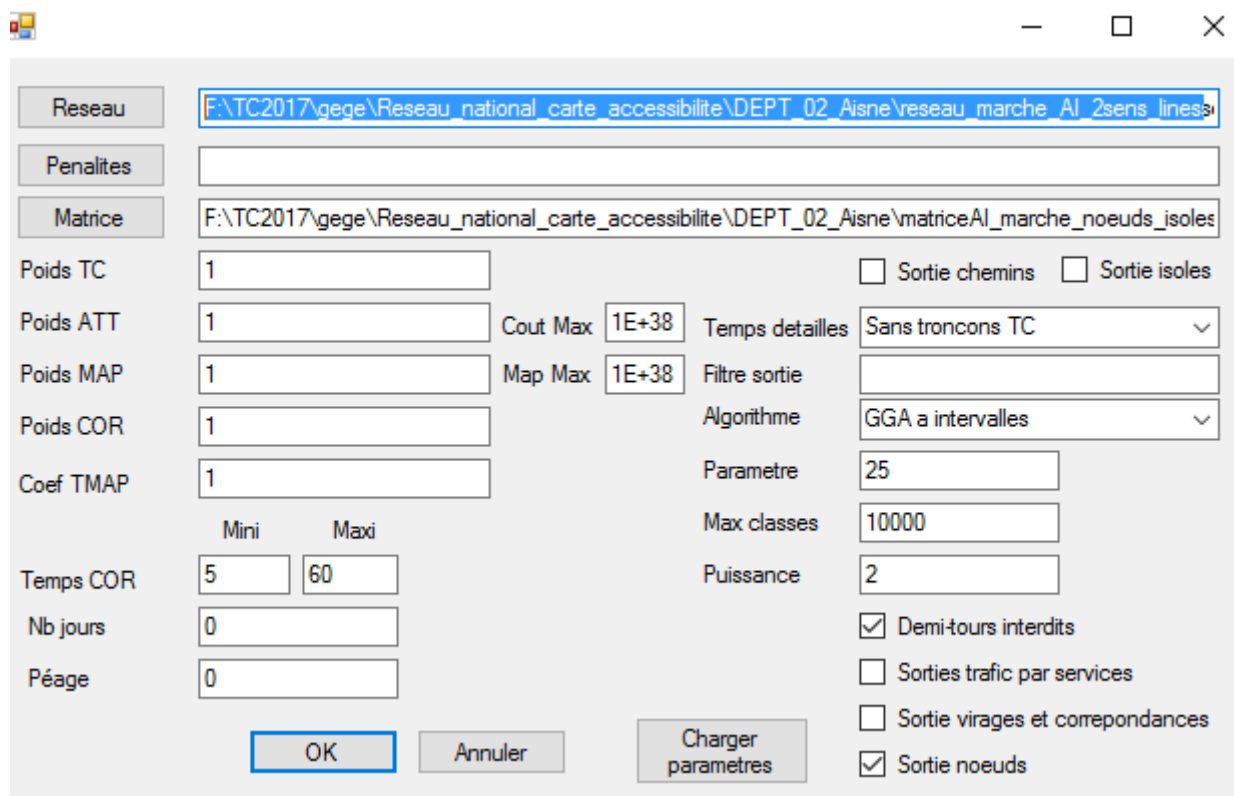 Reseau F:\TC2017\gege\Reseau_national_carte_accessibilite\DEPT_02_Aisne\reseau_marche_AI_2sens_liness
Penalites
Matrice F:\TC2017\gege\Reseau_national_carte_accessibilite\DEPT_02_Aisne\matriceAI_marche_noeuds_isoles
Poids TC 1 Sortie chemins Sortie isoles
Poids ATT 1 Cout Max 1E+38 Temps detailles Sans troncons TC
Poids MAP 1 Map Max 1E+38 Filtre sortie
Poids COR 1 Algorithme GGA a intervalles
Coef TMAP 1 Parametre 25
Mini Maxi Max classes 10000
Temps COR 5 60 Puissance 2
Nb jours 0 Demi-tours interdits
Péage 0 Sorties trafic par services
Sortie virages et correpondances
OK Annuler Charger parametres Sortie noeuds